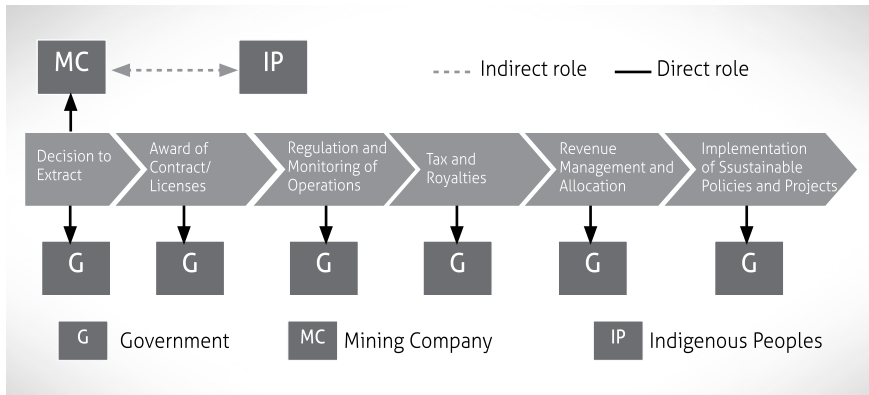 MC
IP
Indirect role
Direct role
Decision to
Extract
Award of
Contract/
Licenses
Regulation and
Monitoring of
Operations
Tax and
Royalties
Revenue
Management and
Allocation
Implementation
of Ssustainable
Policies and Projects
G
G
G
G
G
G
G
Government
MC
Mining Company
IP
Indigenous Peoples